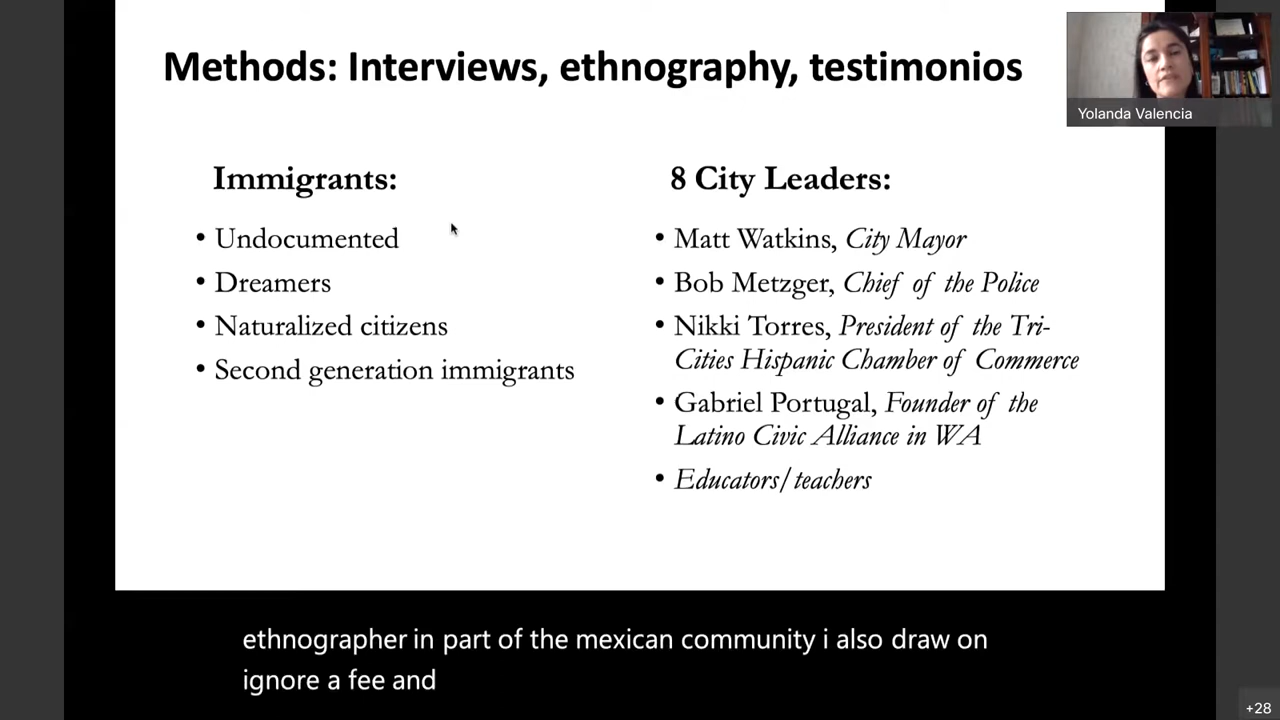 Methods: Interviews, ethnography, testimonios
Yolanda Valencia
Immigrants:
• Undocumented
• Dreamers
• Naturalized citizens
• Second generation immigrants
8 City Leaders:
• Matt Watkins, City Mayor
• Bob Metzger, Chief of the Police
• Nikki Torres, President of the Tri-
Cities Hispanic Chamber of Commerce
• Gabriel Portugal, Founder of the
Latino Civic Alliance in WA
• Educators/teachers
ethnographer in part of the mexican community i also draw on
ignore a fee and
+28